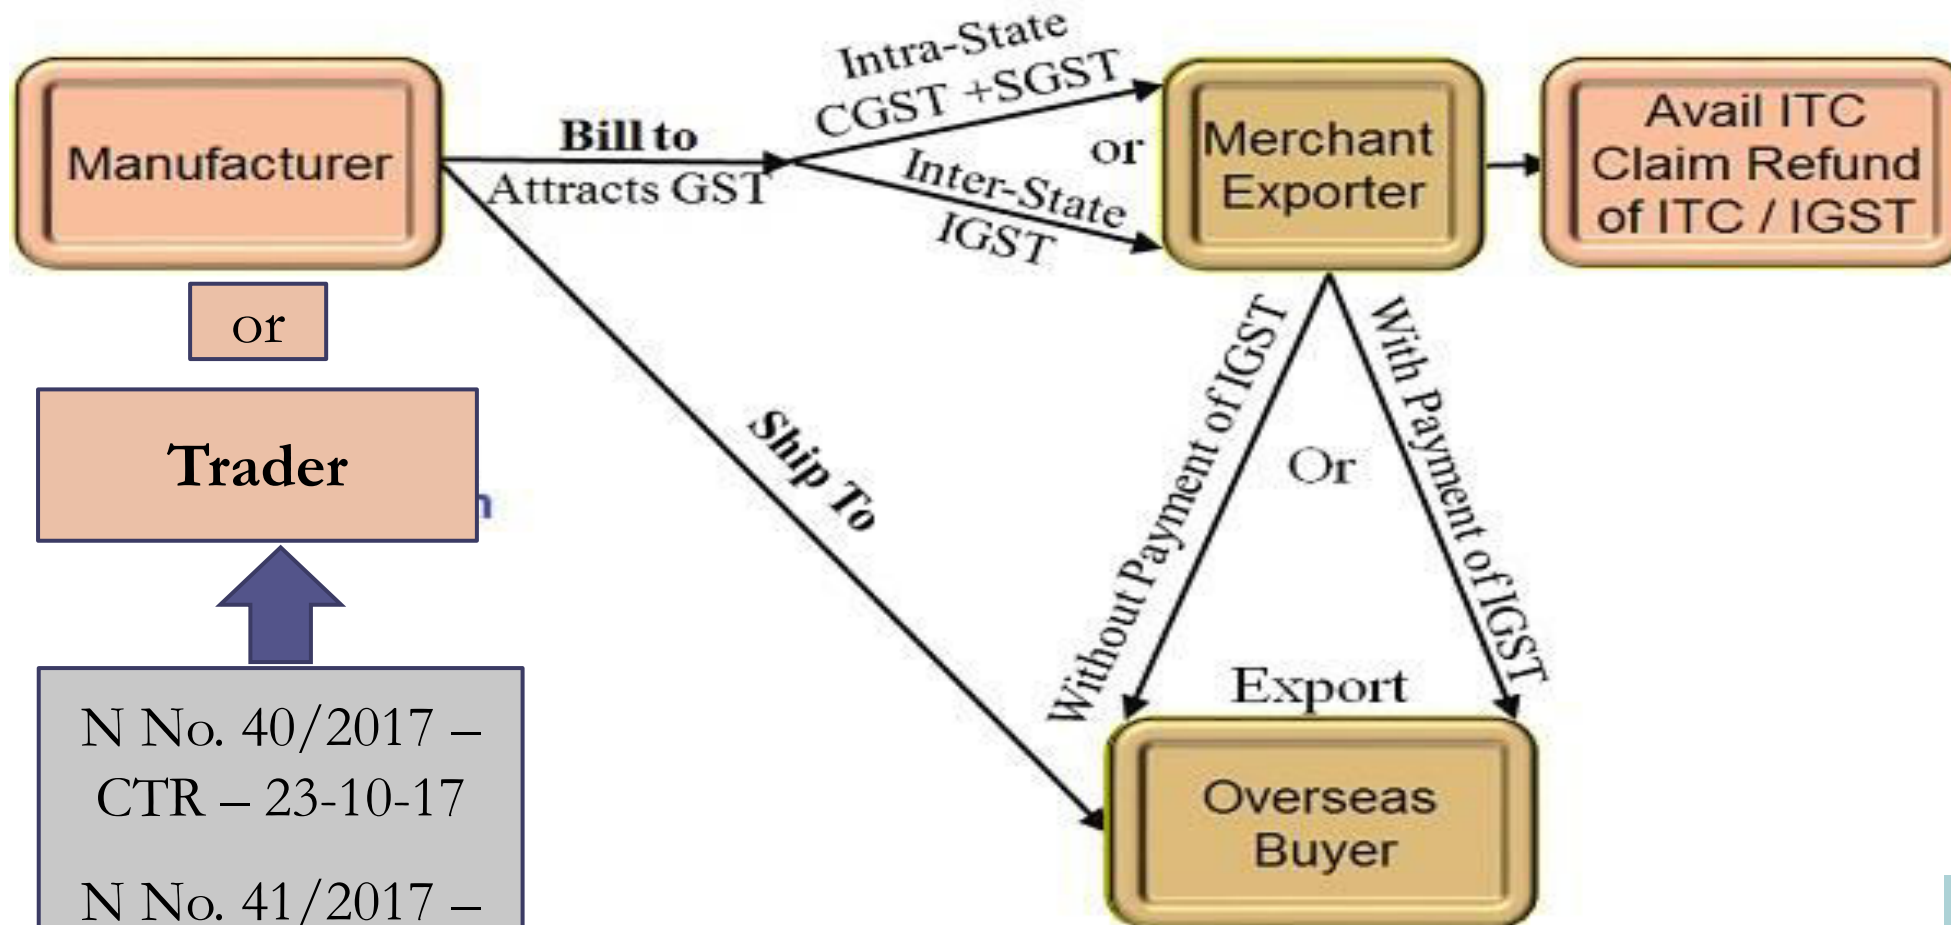 Manufacturer
or
Trader
N No. 40/2017 –
CTR – 23-10-17
N No. 41/2017 –
Bill to
Attracts GST
Intra-State
CGST +SGST
or
Inter-State
IGST
Merchant
Exporter
Avail ITC
Claim Refund
of ITC / IGST
Ship To
Without Payment of IGST
Or
With Payment of IGST
Export
Overseas
Buyer